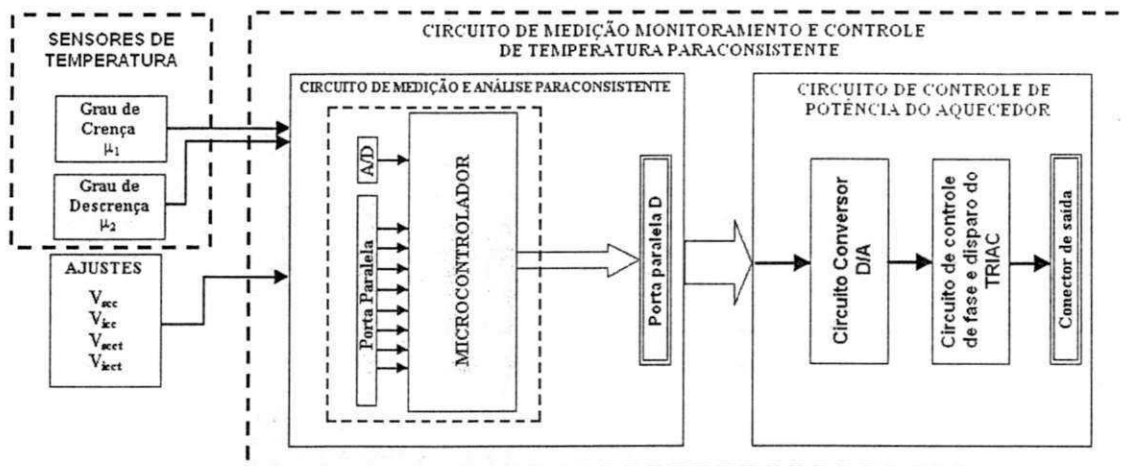 SENSORES DE
TEMPERATURA
Grau de
Crença
μ1
Grau de
Descrença
μ2
AJUSTES
Vscc
Vicc
Vscct
Vicct
CIRCUITO DE MEDIÇÃO MONITORAMENTO E CONTROLE
DE TEMPERATURA PARACONSISTENTE
CIRCUITO DE MEDIÇÃO E ANÁLISE PARACONSISTENTE
A/D
Porta Paralela
MICROCONTROLADOR
Porta paralela D
CIRCUITO DE CONTROLE DE
POTÊNCIA DO AQUECEDOR
Circuito Conversor
D/A
Circuito de controle
de fase e disparo do
TRIAC
Conector de saída